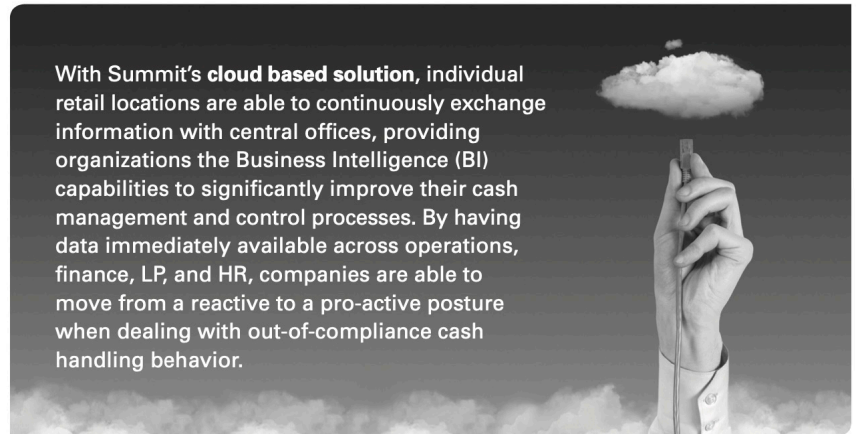 With Summit's cloud based solution, individual
retail locations are able to continuously exchange
information with central offices, providing
organizations the Business Intelligence (BI)
capabilities to significantly improve their cash
management and control processes. By having
data immediately available across operations,
finance, LP, and HR, companies are able to
move from a reactive to a pro-active posture
when dealing with out-of-compliance cash
handling behavior.